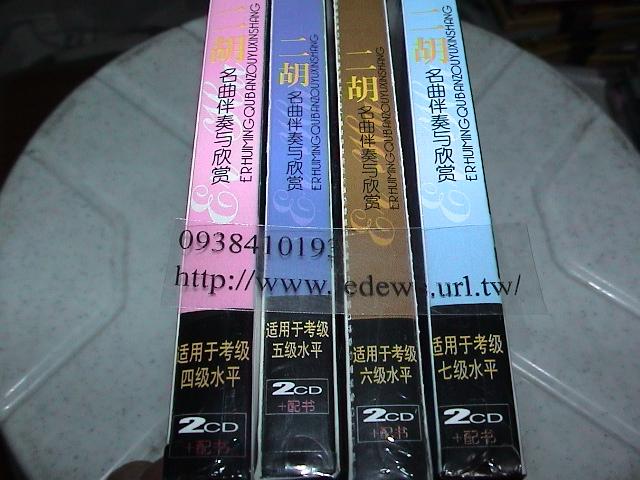 二胡
名曲伴奏与欣赏
ERHUIMINGQUBANZOUYUXINSHANG
适用于考级
四级水平
2CD
+配书
二胡
名曲伴奏与欣赏
ERHUIMINGQUBANZOUYUXINSHANG
适用于考级
五级水平
2CD
+配书
二胡
名曲伴奏与欣赏
ERHUIMINGQUBANZOUYUXINSHANG
适用于考级
六级水平
2CD
+配书
二胡
名曲伴奏与欣赏
ERHUIMINGQUBANZOUYUXINSHANG
适用于考级
七级水平
2CD
+配书
0938410193
http://www.
.url.tw/